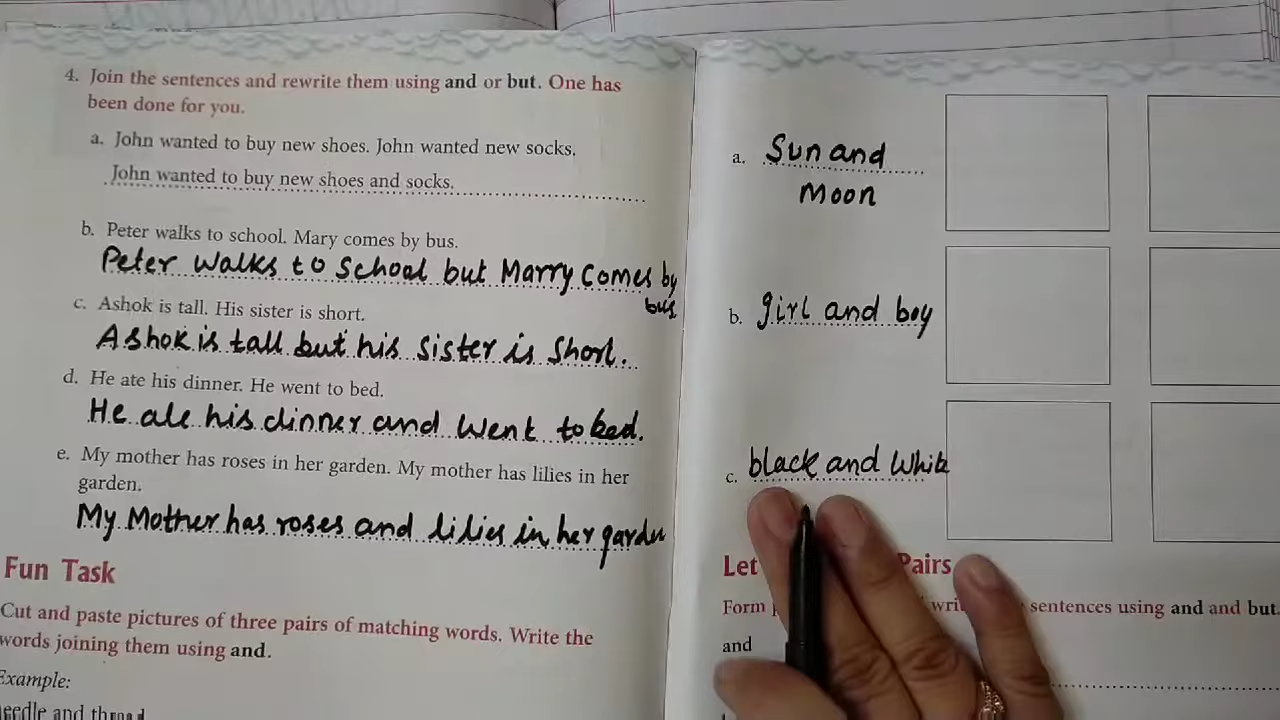 4. Join the sentences and rewrite them using and or but. One has
been done for you.
a. John wanted to buy new shoes. John wanted new socks.
John wanted to buy new shoes and socks.
b. Peter walks to school. Mary comes by bus.
Peter walks to school but Marry comes by
bus
c. Ashok is tall. His sister is short.
Ashok is tall but his sister is short.
d. He ate his dinner. He went to bed.
He ate his dinner and went to bed.
e. My mother has roses in her garden. My mother has lilies in her
garden.
My Mother has roses and lilies in her garden
Fun Task
Cut and paste pictures of three pairs of matching words. Write the
words joining them using and.
Example:
needle and thread
a. Sun and
Moon
b. girl and boy
c. black and white
Let Pairs
Form sentences using and and but.
and